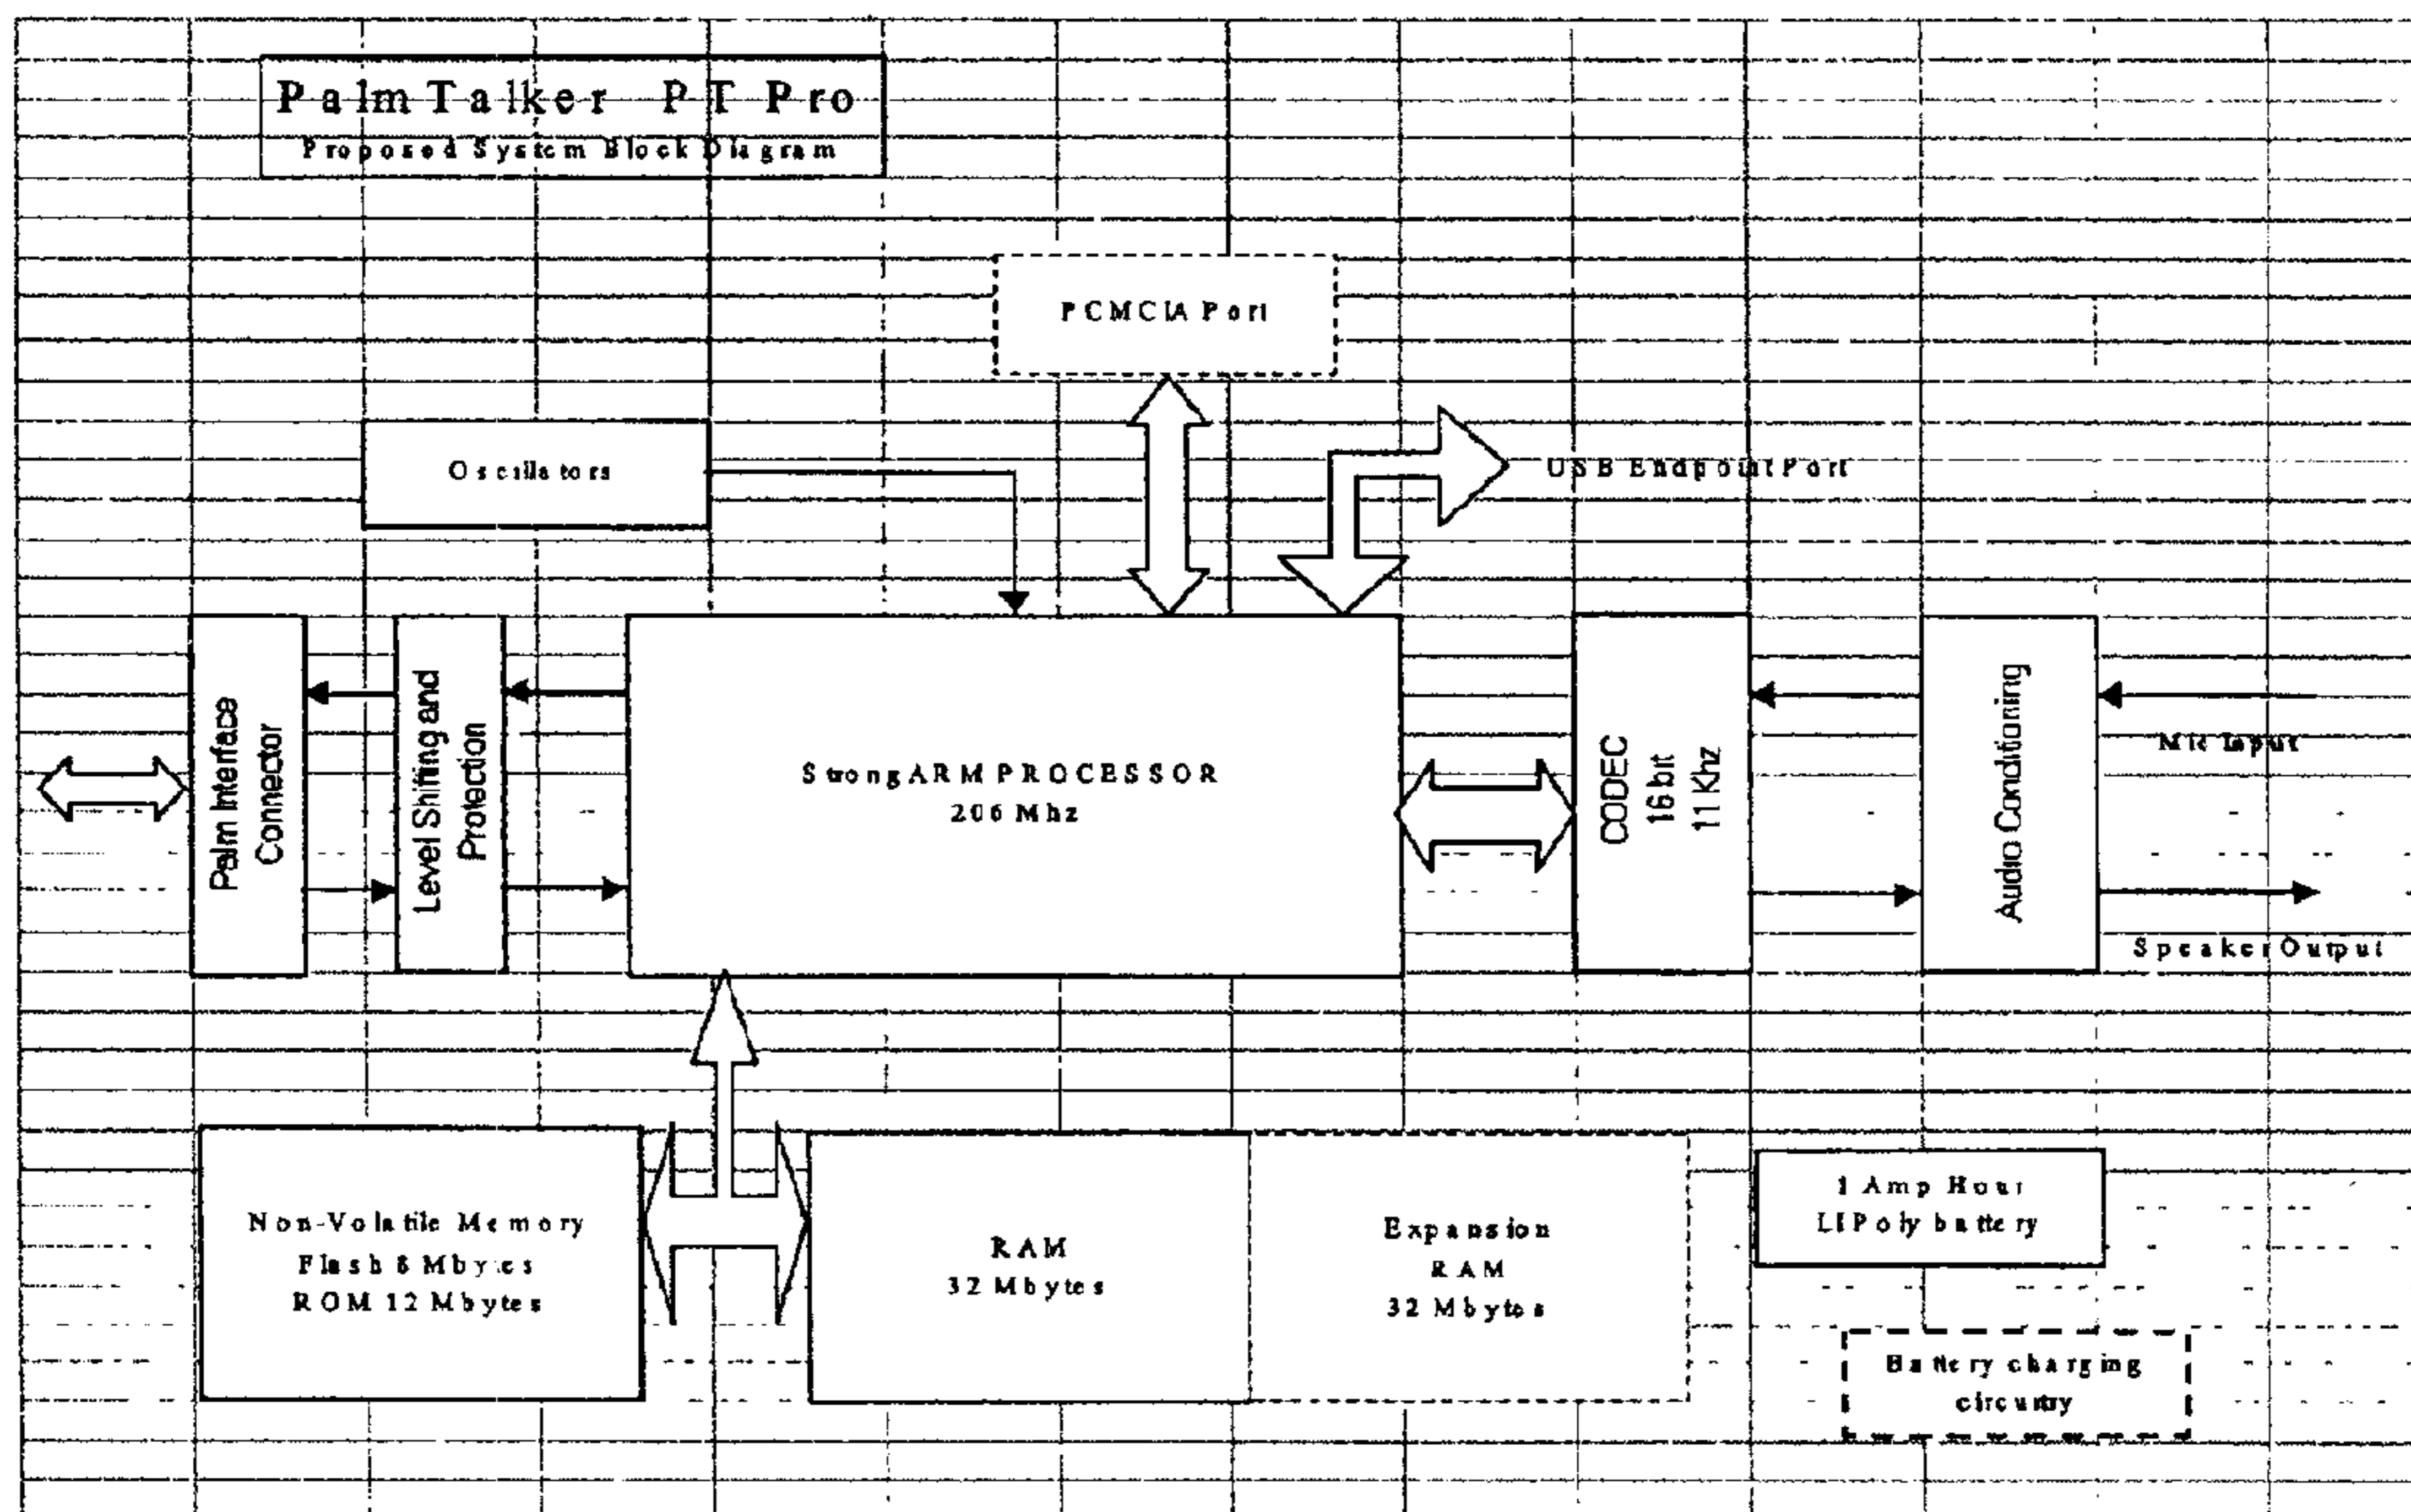 PalmTalker PT Pro
Proposed System Block Diagram
PCMCIA Port
Oscillators
USB Endpoint Port
Palm Interface
Connector
Level Shifting and
Protection
StrongARM PROCESSOR
206 Mhz
CODEC
16 bit
11 Khz
Audio Conditioning
Mic Input
Speaker Output
Non-Volatile Memory
Flash 8 Mbytes
ROM 12 Mbytes
RAM
32 Mbytes
Expansion
RAM
32 Mbytes
1 Amp Hour
LIPoly battery
Battery charging
circuitry